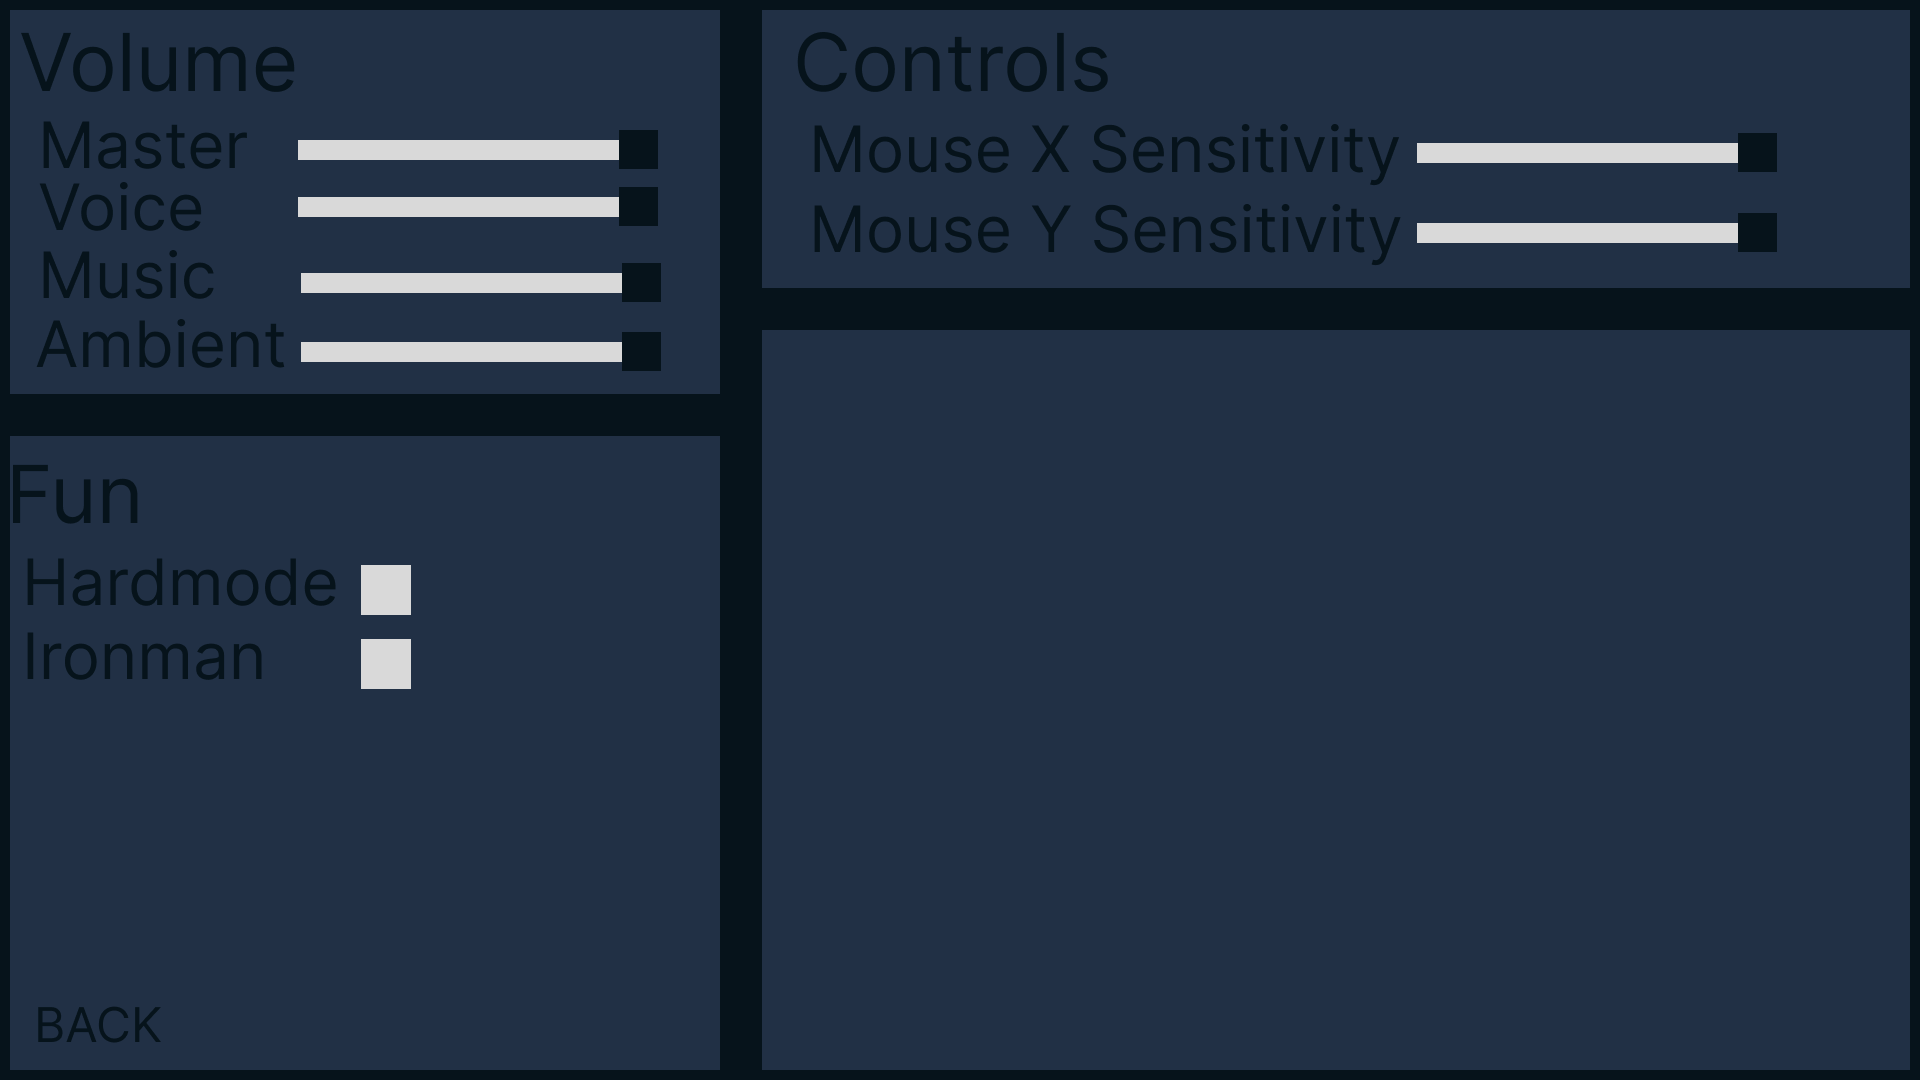 Volume
Master
Voice
Music
Ambient
Controls
Mouse X Sensitivity
Mouse Y Sensitivity
Fun
Hardmode
Ironman
BACK